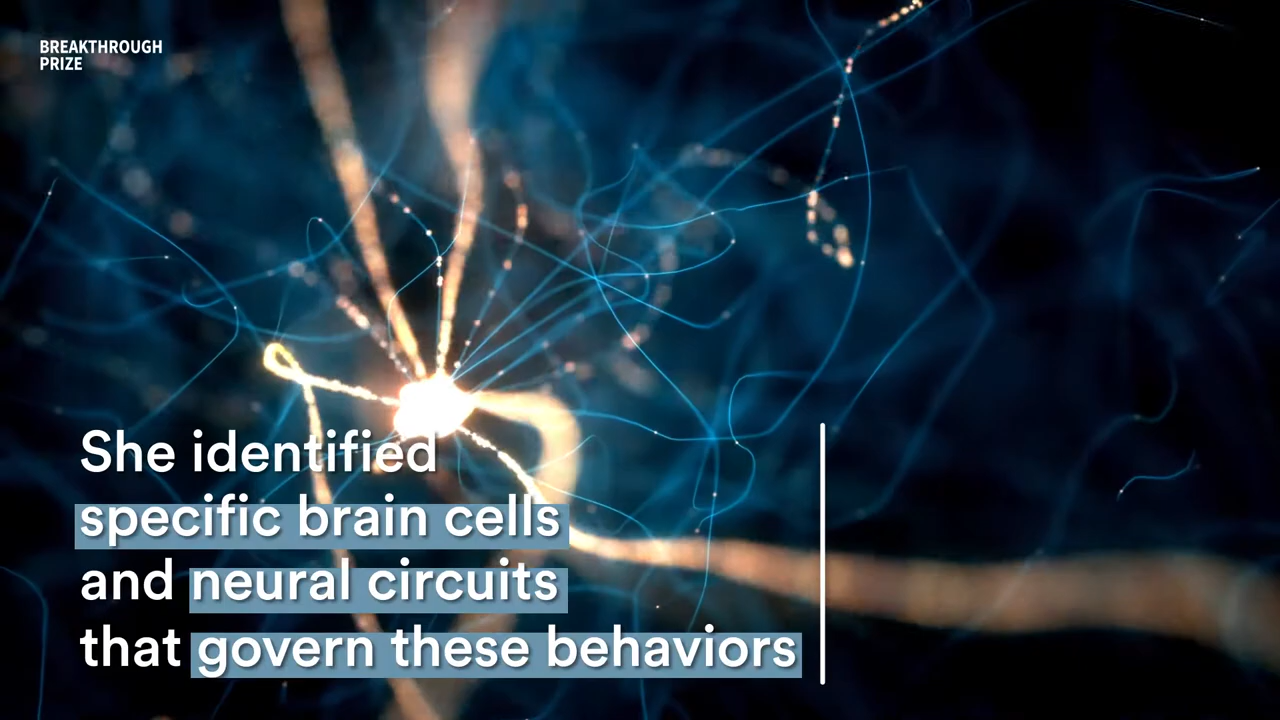 BREAKTHROUGH
PRIZE
She identified
specific brain cells
and neural circuits
that govern these behaviors